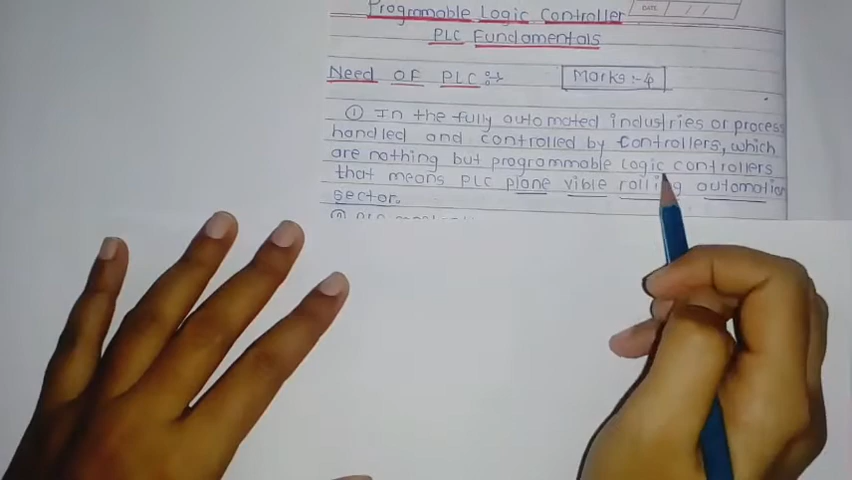 Programable Logic Controller
DATE
PLC Fundamentals
Need OF PLC :->
Marks :- 4
① In the fully automated industries or process
handled and controlled by Controllers, which
are nothing but programmable Logic controllers
that means PLC plane vible rolling automation
sector.